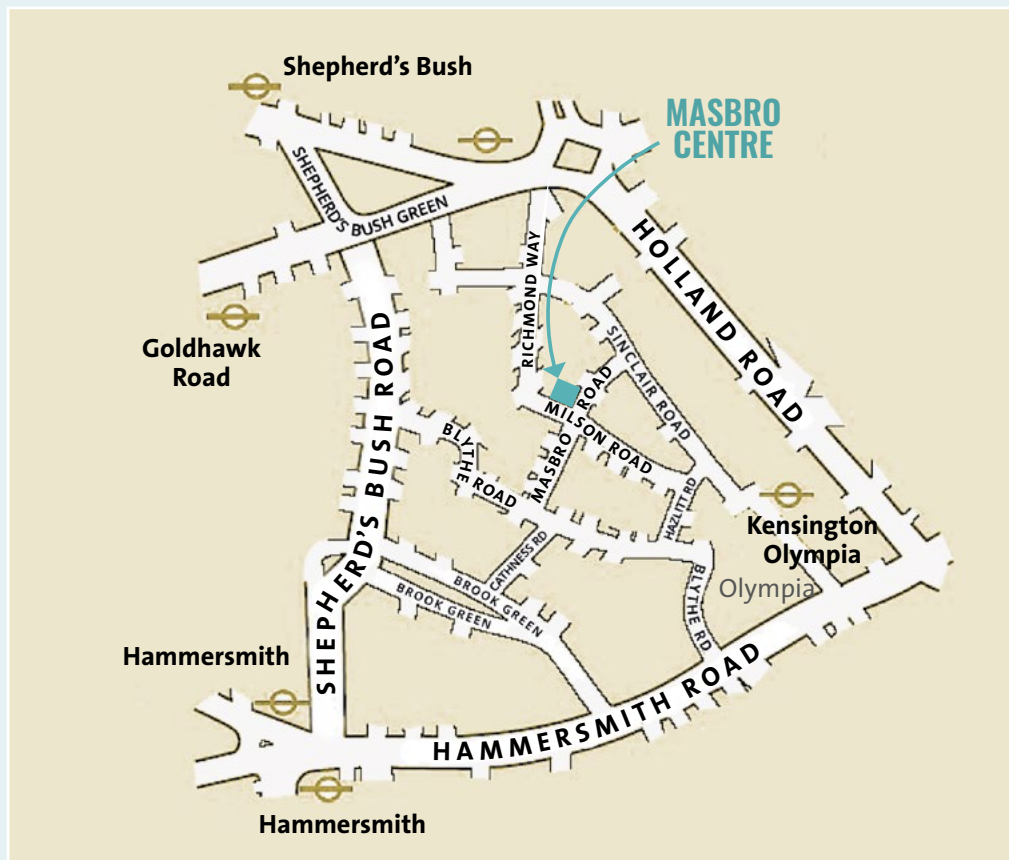 Shepherd's Bush
MASBRO
CENTRE
SHEPHERD'S BUSH GREEN
HOLLAND ROAD
RICHMOND WAY
Goldhawk
Road
SHEPHERD'S BUSH ROAD
SINCLAIR ROAD
MASBRO ROAD
MILSON ROAD
BLYTHE ROAD
HAZLITT RD
Kensington
Olympia
Olympia
CATHNESS RD
BROOK GREEN
BROOK GREEN
BLYTHE RD
Hammersmith
HAMMERSMITH ROAD
Hammersmith